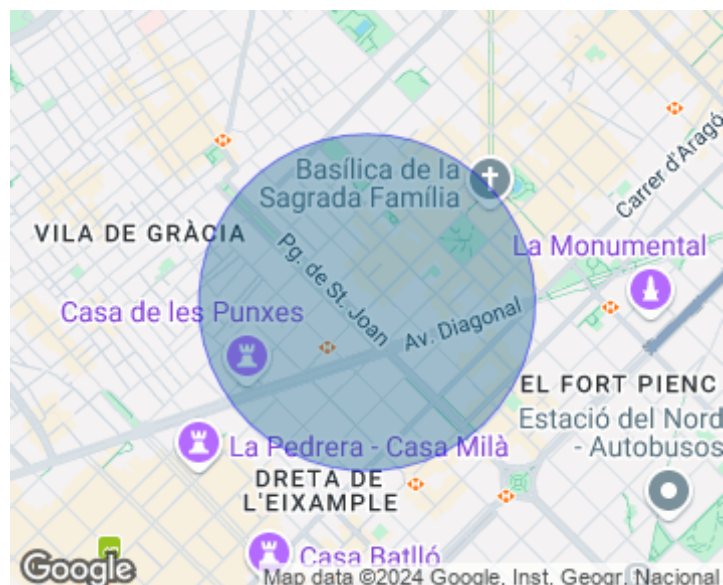 Basílica de la
Sagrada Família
Carrer d'Aragó
VILA DE GRÀCIA
La Monumental
Pg. de St. Joan
Casa de les Punxes
Av. Diagonal
EL FORT PIENC
Estació del Nord
- Autobusos
La Pedrera - Casa Milà
DRETA DE
L'EIXAMPLE
Casa Batlló
Google
Map data ©2024 Google, Inst. Geogr. Nacional